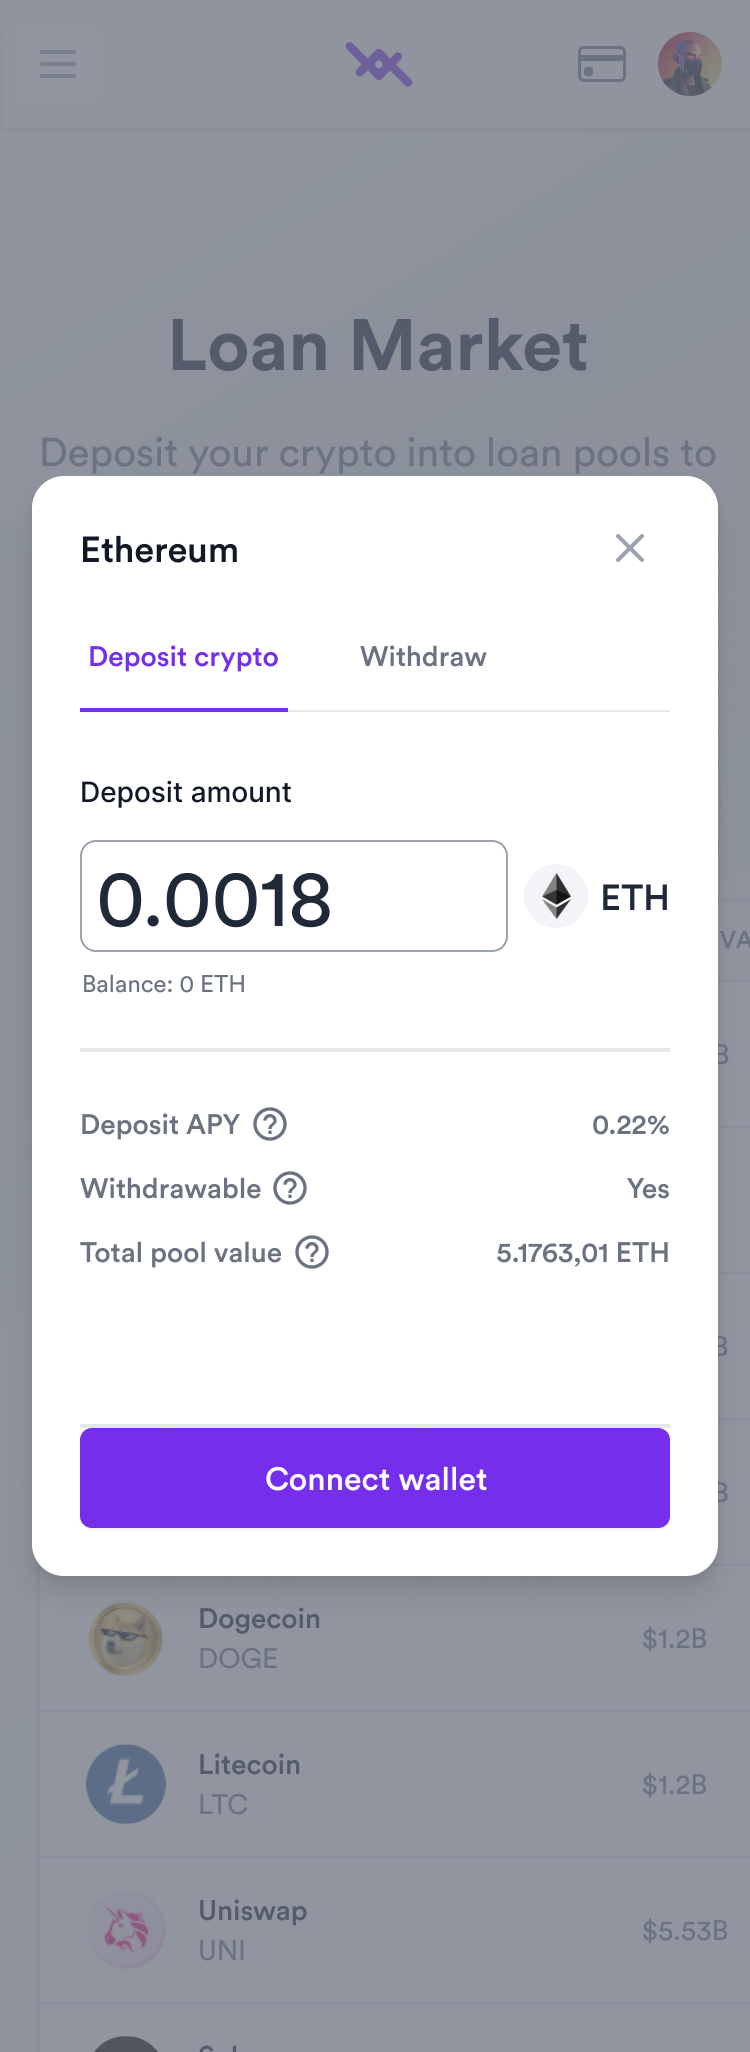 Loan Market
Deposit your crypto into loan pools to
Ethereum
Deposit crypto
Withdraw
Deposit amount
0.0018
ETH
Balance: 0 ETH
Deposit APY
0.22%
Withdrawable
Yes
Total pool value
5.1763,01 ETH
Connect wallet
Dogecoin
DOGE
$1.2B
Litecoin
LTC
$1.2B
Uniswap
UNI
$5.53B